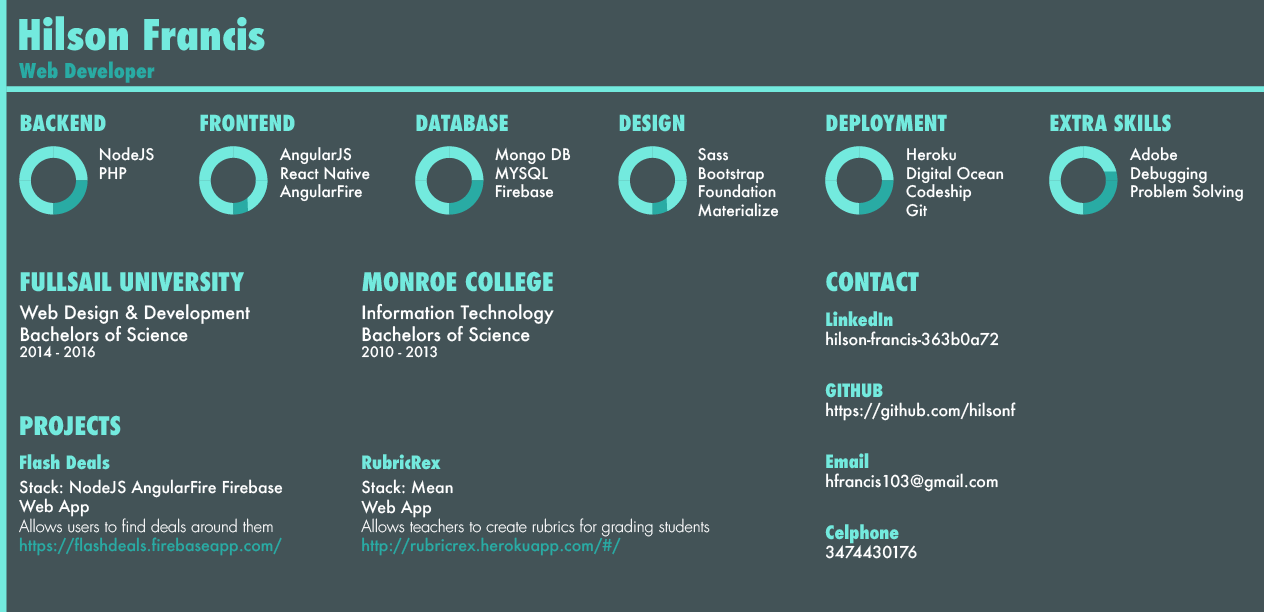 Hilson Francis
Web Developer
BACKEND
NodeJS
PHP
FRONTEND
AngularJS
React Native
AngularFire
DATABASE
Mongo DB
MYSQL
Firebase
DESIGN
Sass
Bootstrap
Foundation
Materialize
DEPLOYMENT
Heroku
Digital Ocean
Codeship
Git
EXTRA SKILLS
Adobe
Debugging
Problem Solving
FULLSAIL UNIVERSITY
Web Design & Development
Bachelors of Science
2014 - 2016
MONROE COLLEGE
Information Technology
Bachelors of Science
2010 - 2013
PROJECTS
Flash Deals
Stack: NodeJS AngularFire Firebase
Web App
Allows users to find deals around them
https://flashdeals.firebaseapp.com/
RubricRex
Stack: Mean
Web App
Allows teachers to create rubrics for grading students
http://rubricrex.herokuapp.com/#/
CONTACT
LinkedIn
hilson-francis-363b0a72
GITHUB
https://github.com/hilsonf
Email
hfrancis103@gmail.com
Celphone
3474430176